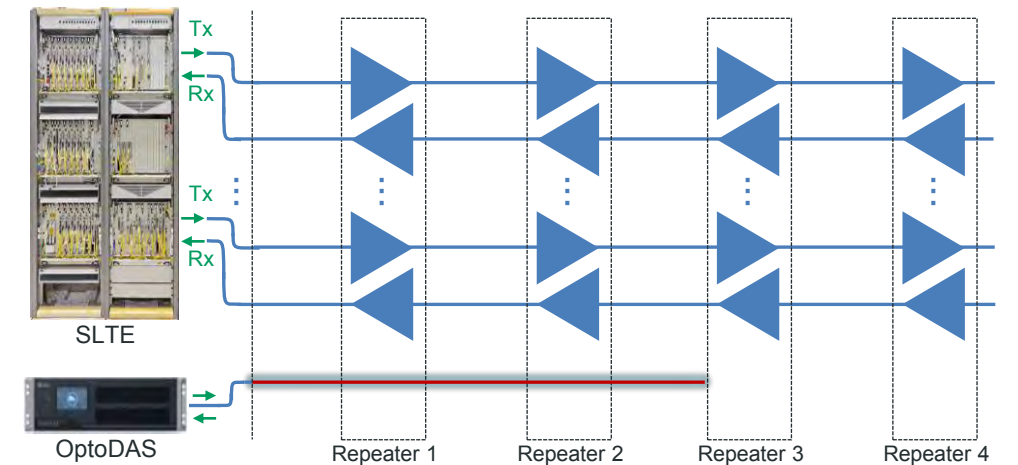 Tx
Rx
Tx
Rx
SLTE
OptoDAS
Repeater 1
Repeater 2
Repeater 3
Repeater 4